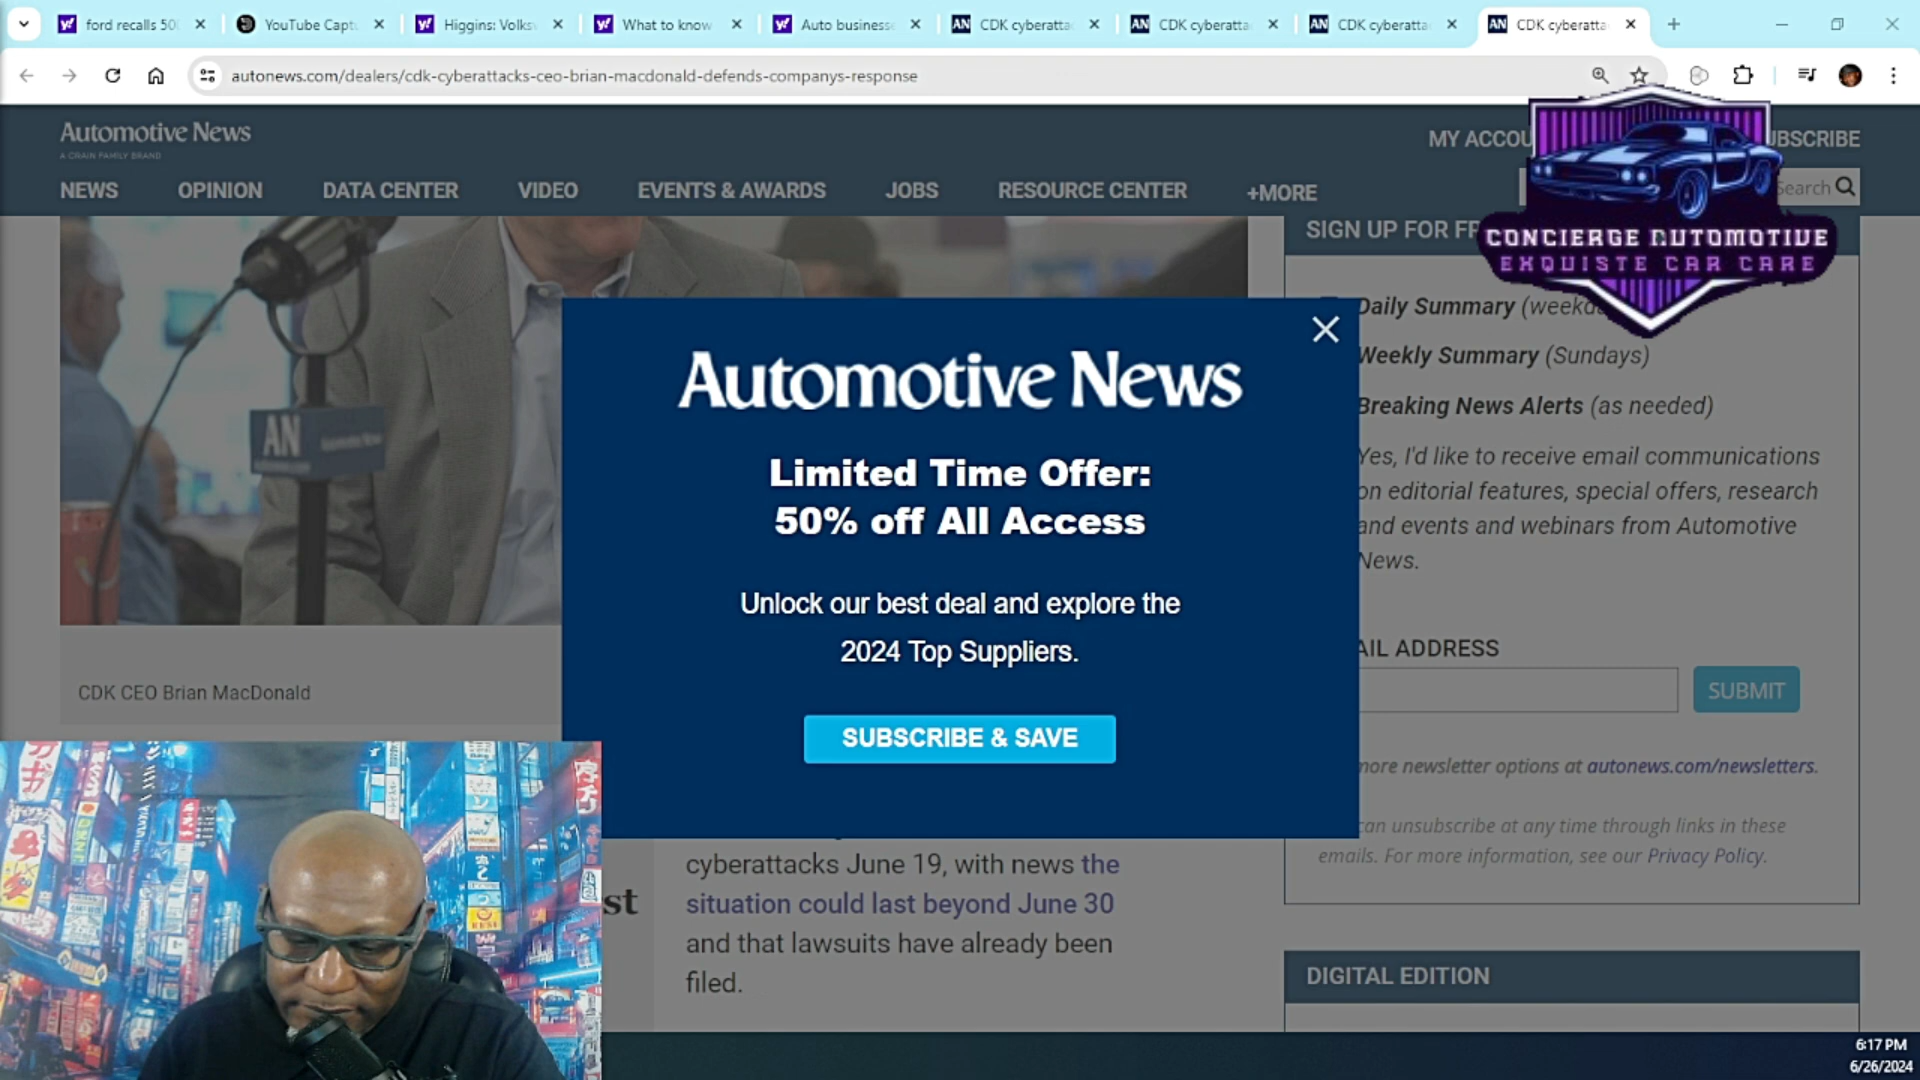 ford recalls 50
YouTube Capt
Higgins: Volks
What to know
Auto business
CDK cyberatta
CDK cyberatta
CDK cyberatta
CDK cyberatta
autonews.com/dealers/cdk-cyberattacks-ceo-brian-macdonald-defends-companys-response
Automotive News
A CRAIN FAMILY BRAND
MY ACCOU
UBSCRIBE
NEWS OPINION DATA CENTER VIDEO EVENTS & AWARDS JOBS RESOURCE CENTER +MORE
Search
CONCIERGE AUTOMOTIVE
EXQUISTE CAR CARE
SIGN UP FOR FR
Daily Summary (weekda
Weekly Summary (Sundays)
Breaking News Alerts (as needed)
Yes, I'd like to receive email communications
on editorial features, special offers, research
and events and webinars from Automotive
News.
AIL ADDRESS
SUBMIT
more newsletter options at autonews.com/newsletters.
can unsubscribe at any time through links in these
emails. For more information, see our Privacy Policy.
DIGITAL EDITION
AN
Automotive News
Limited Time Offer:
50% off All Access
Unlock our best deal and explore the
2024 Top Suppliers.
SUBSCRIBE & SAVE
CDK CEO Brian MacDonald
st
cyberattacks June 19, with news the
situation could last beyond June 30
and that lawsuits have already been
filed.
6:17 PM
6/26/2024